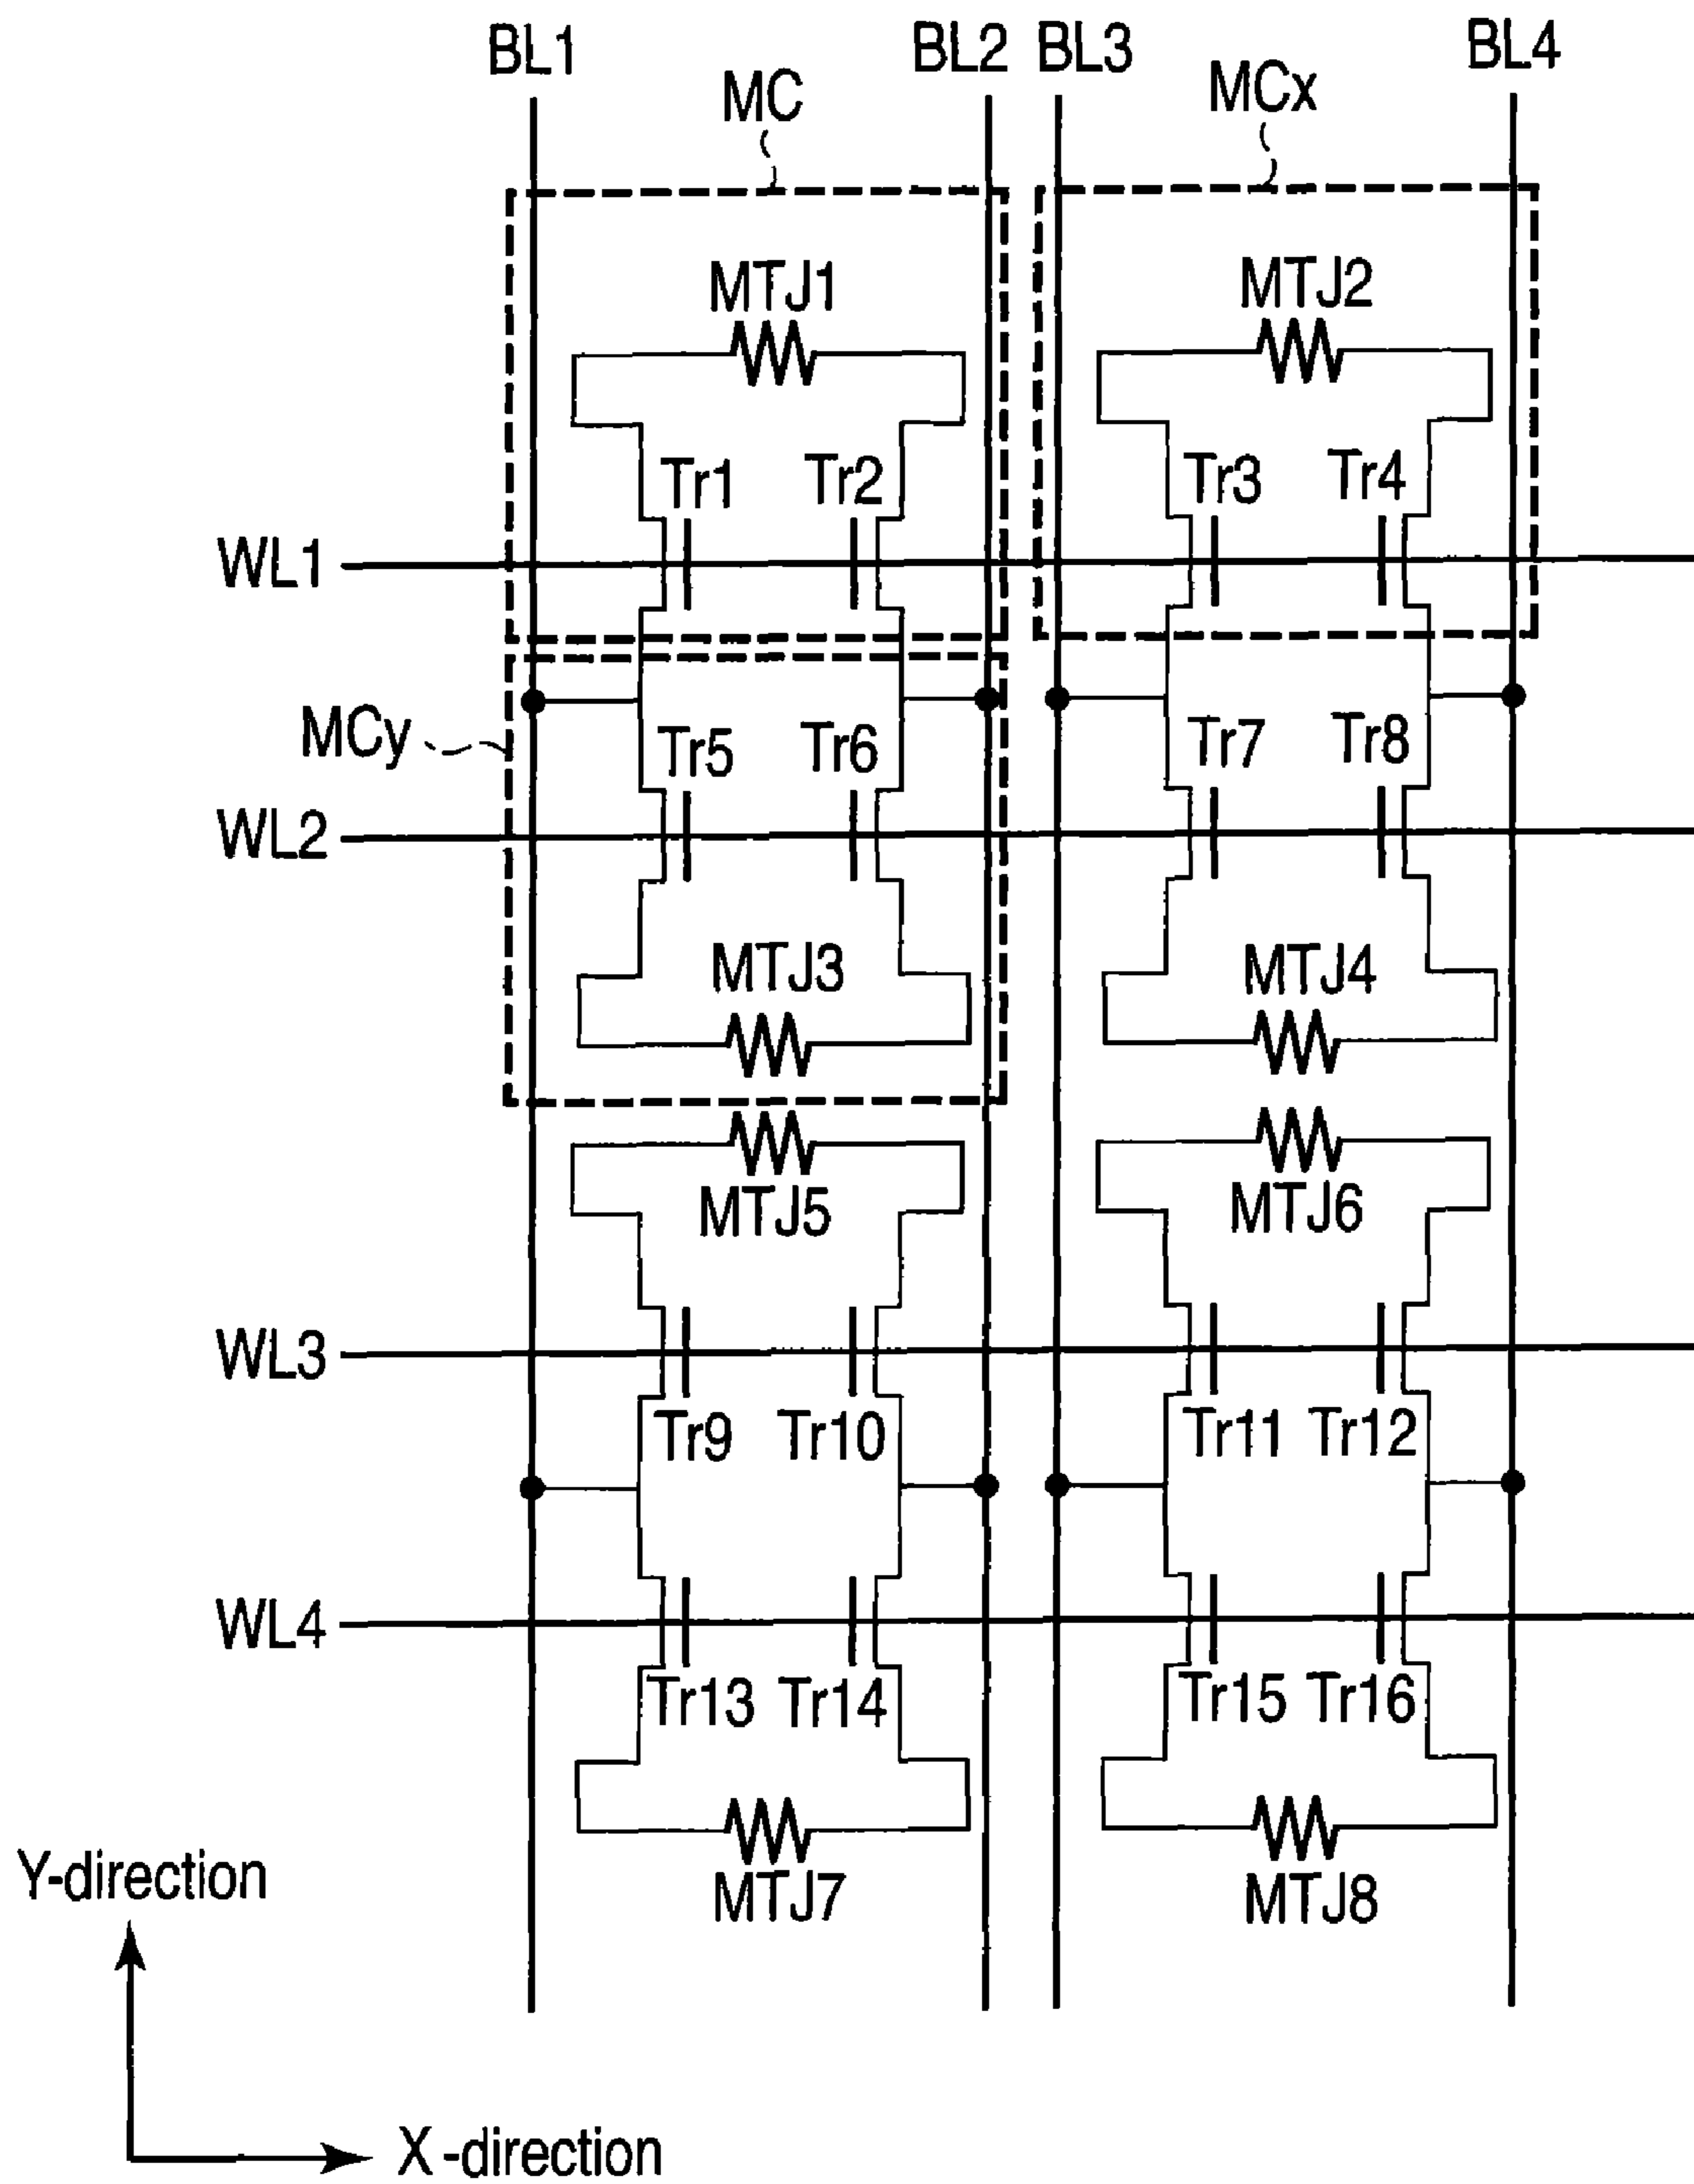 BL1 BL2 BL3 BL4
MC MCx
MTJ1 MTJ2
Tr1 Tr2 Tr3 Tr4
WL1
MCy
Tr5 Tr6 Tr7 Tr8
WL2
MTJ3 MTJ4
MTJ5 MTJ6
WL3
Tr9 Tr10 Tr11 Tr12
WL4
Tr13 Tr14 Tr15 Tr16
MTJ7 MTJ8
Y-direction
X-direction